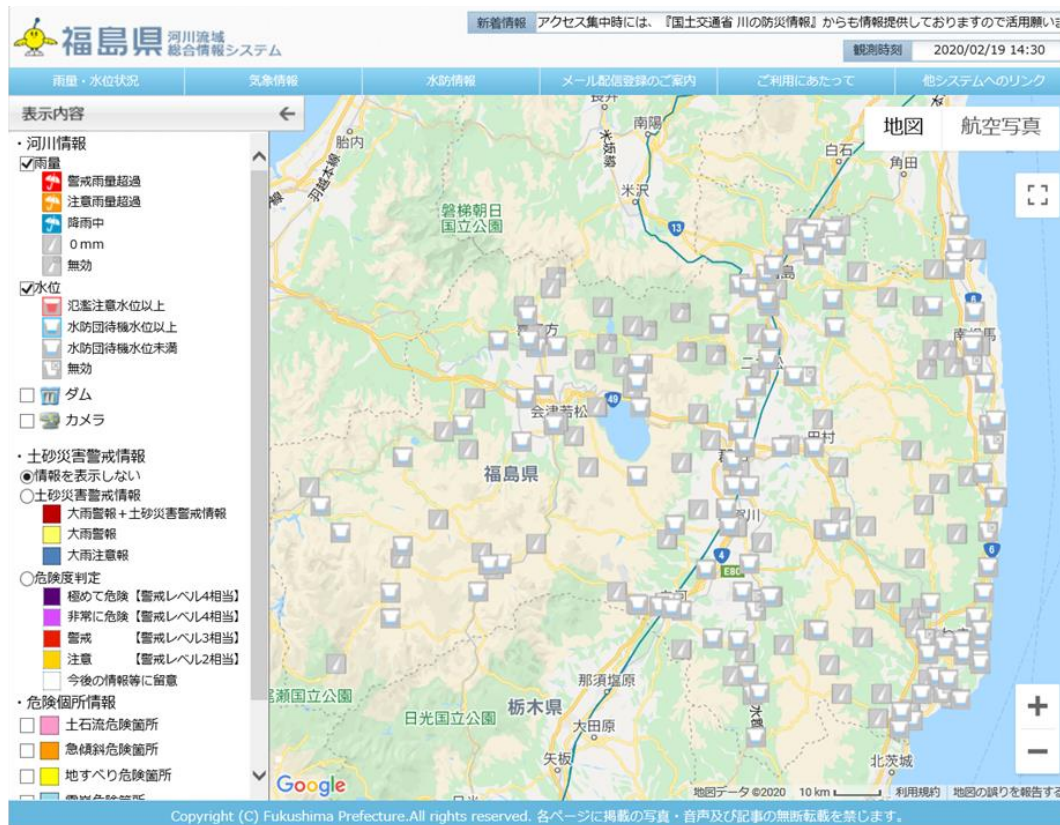 福島県 河川流域総合情報システム
新着情報 アクセス集中時には、『国土交通省 川の防災情報』からも情報提供しておりますので活用願いま
観測時刻 2020/02/19 14:30
雨量・水位状況 気象情報 水防情報 メール配信登録のご案内 ご利用にあたって 他システムへのリンク
表示内容 ←
地図 航空写真
・河川情報
雨量
警戒雨量超過
注意雨量超過
降雨中
0mm
無効
水位
氾濫注意水位以上
水防団待機水位以上
水防団待機水位未満
無効
ダム
カメラ
・土砂災害警戒情報
情報を表示しない
土砂災害警戒情報
大雨警報+土砂災害警戒情報
大雨警報
大雨注意報
危険度判定
極めて危険【警戒レベル4相当】
非常に危険【警戒レベル4相当】
警戒 【警戒レベル3相当】
注意 【警戒レベル2相当】
今後の情報等に留意
・危険個所情報
土石流危険箇所
急傾斜危険箇所
地すべり危険箇所
胎内
羽越本線
米坂線
南陽
白石
角田
米沢
磐梯朝日
国立公園
13
6
会津若松
49
田村
福島県
4
E80
6
那須塩原
日光国立公園
栃木県
大田原
矢板
北茨城
Google
地図データ ©2020 10 km 利用規約 地図の誤りを報告する
Copyright (C) Fukushima Prefecture.All rights reserved. 各ページに掲載の写真・音声及び記事の無断転載を禁じます。